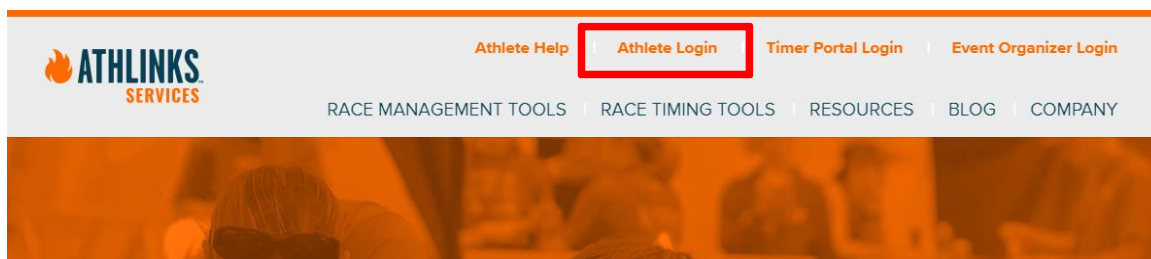 Athlete Help Athlete Login Timer Portal Login Event Organizer Login
ATHLINKS™
SERVICES
RACE MANAGEMENT TOOLS RACE TIMING TOOLS RESOURCES BLOG COMPANY